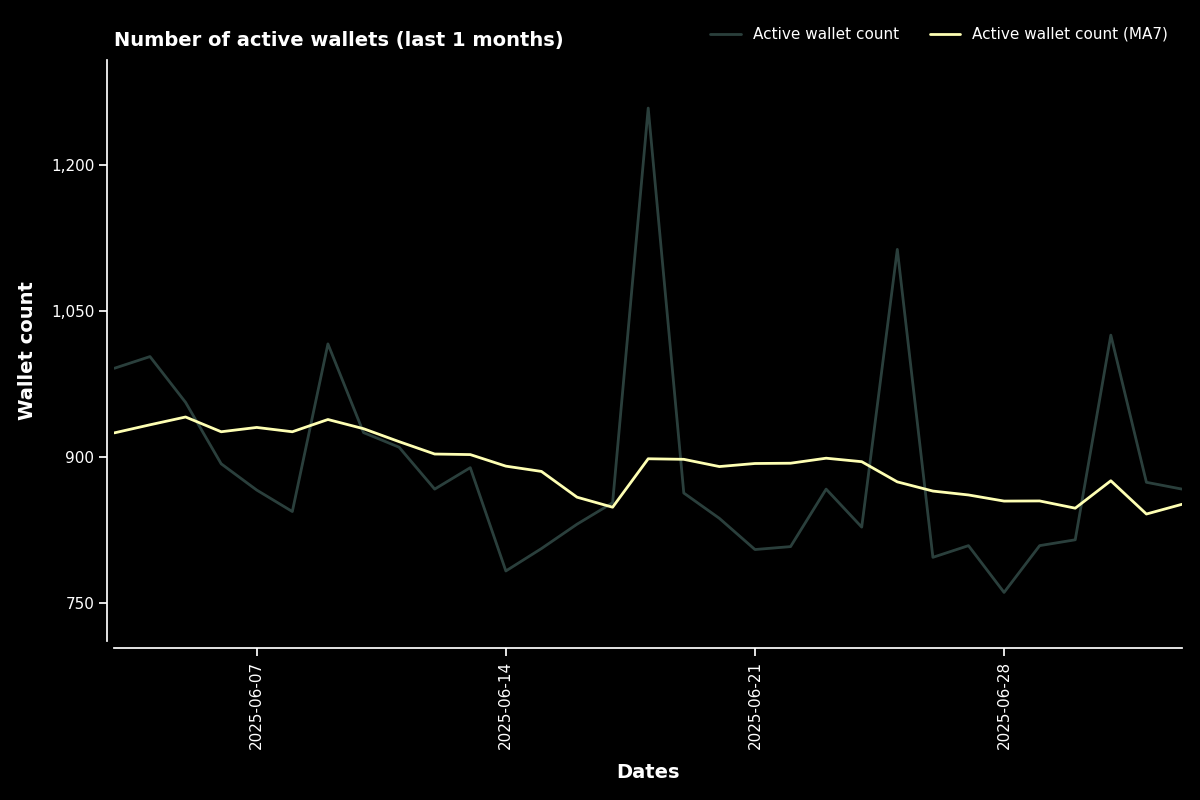 Number of active wallets (last 1 months)
Active wallet count
Active wallet count (MA7)
Wallet count
1,200
1,050
900
750
2025-06-07
2025-06-14
2025-06-21
2025-06-28
Dates